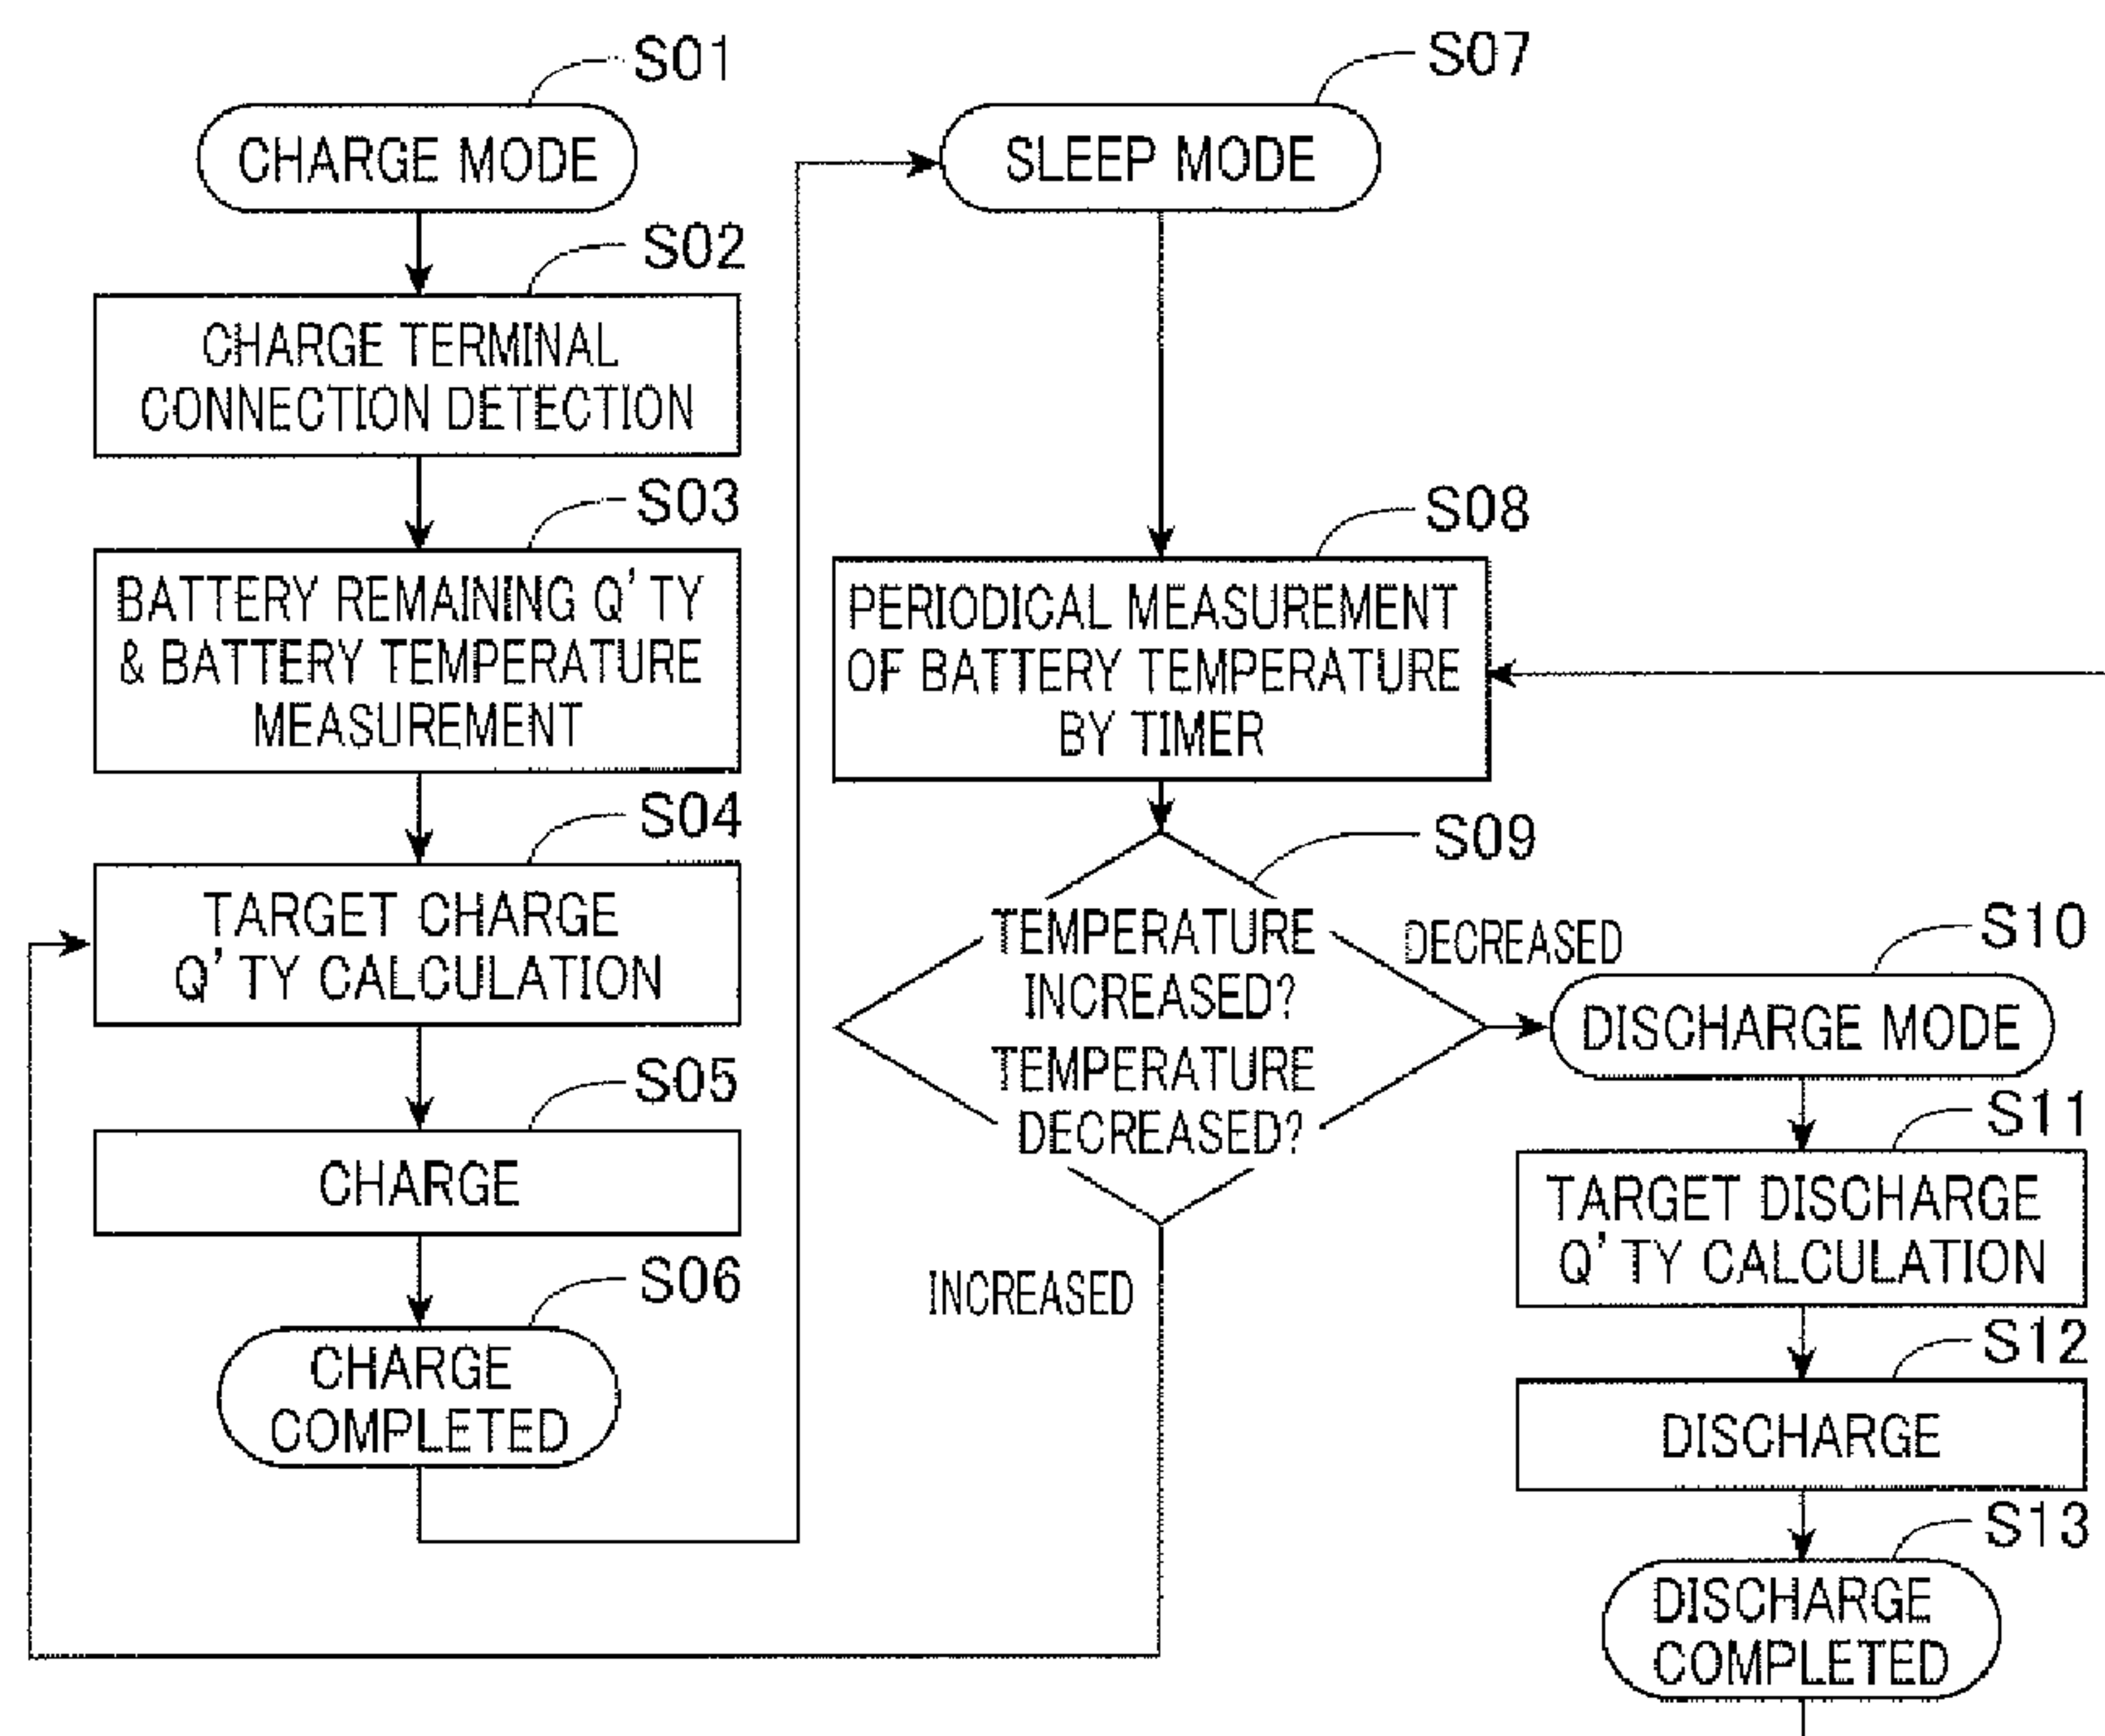 S01
CHARGE MODE
S02
CHARGE TERMINAL
CONNECTION DETECTION
S03
BATTERY REMAINING Q'TY
& BATTERY TEMPERATURE
MEASUREMENT
S04
TARGET CHARGE
Q'TY CALCULATION
S05
CHARGE
S06
CHARGE
COMPLETED
S07
SLEEP MODE
S08
PERIODICAL MEASUREMENT
OF BATTERY TEMPERATURE
BY TIMER
S09
TEMPERATURE
INCREASED?
TEMPERATURE
DECREASED?
DECREASED
INCREASED
S10
DISCHARGE MODE
S11
TARGET DISCHARGE
Q'TY CALCULATION
S12
DISCHARGE
S13
DISCHARGE
COMPLETED